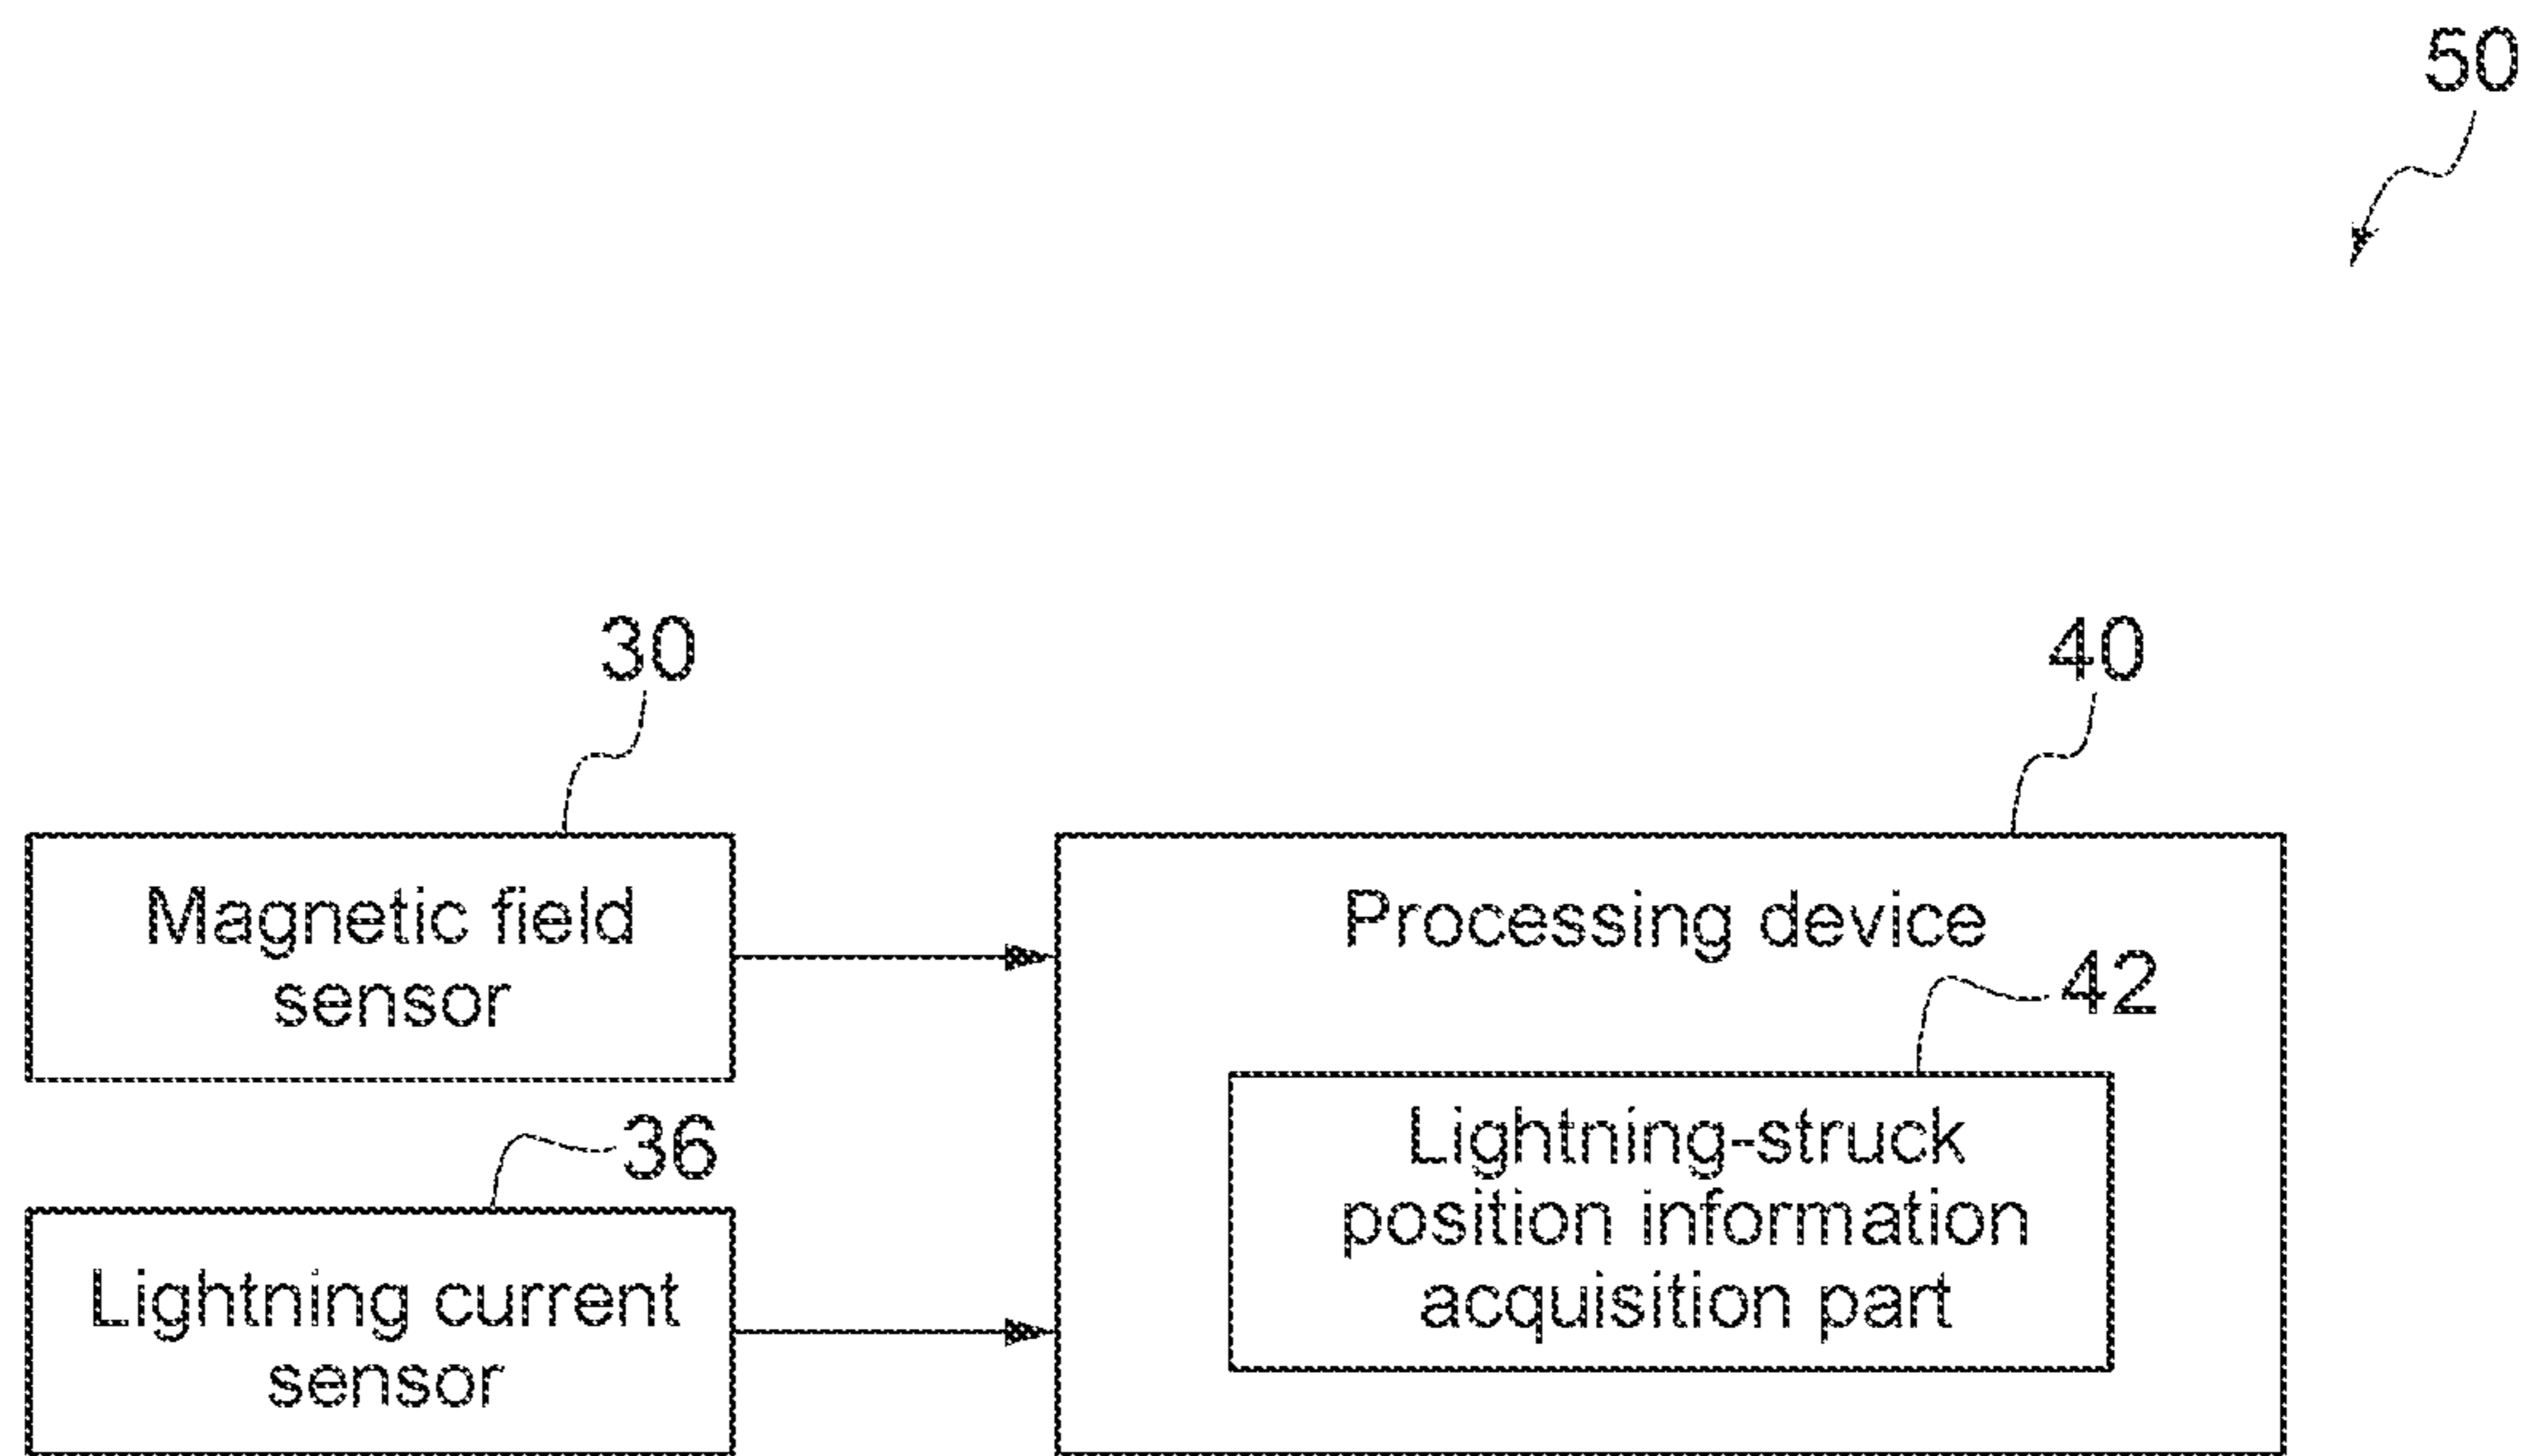 50
30
40
Magnetic field
sensor
Processing device
42
36
Lightning-struck
position information
acquisition part
Lightning current
sensor